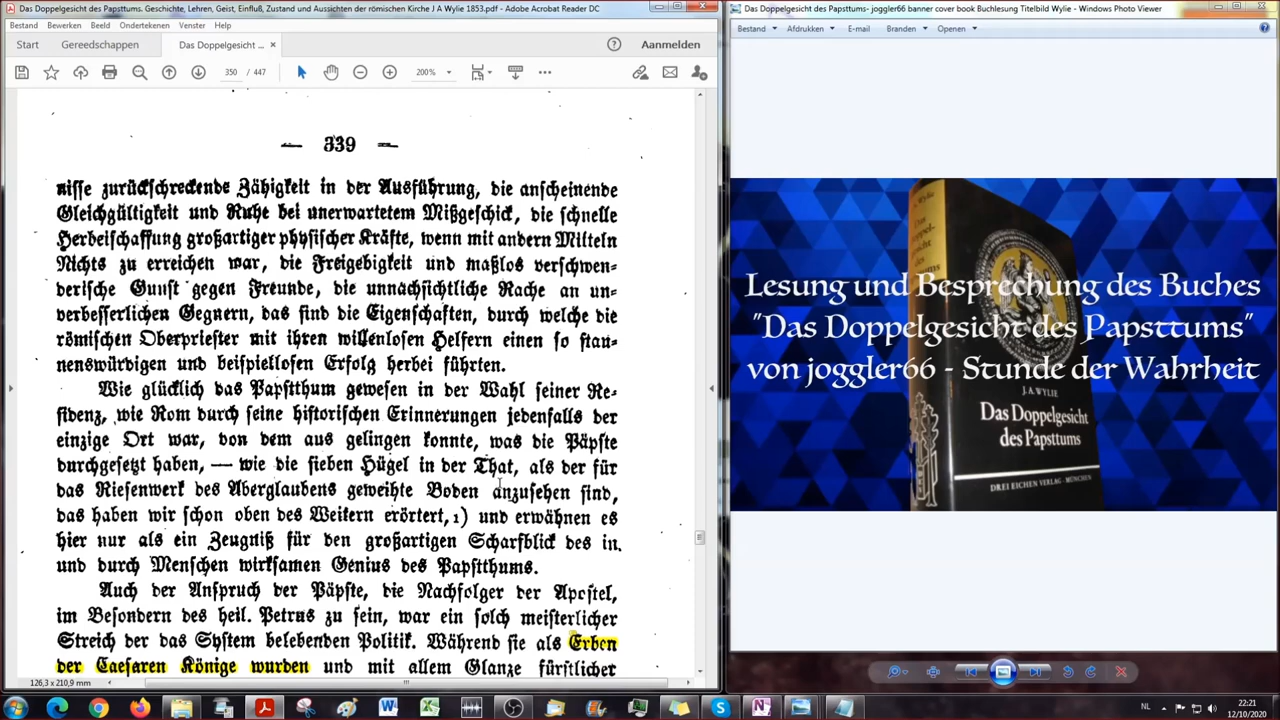 Das Doppelgesicht des Papsttums. Geschichte, Lehren, Geist, Einfluß, Zustand und Aussichten der römischen Kirche J A Wylie 1853.pdf - Adobe Acrobat Reader DC
Bestand Bewerken Beeld Ondertekenen Venster Help
Start Gereedschappen Das Doppelgesicht ... × Anmelden
350 / 447 200%
— 339 —
nisse zurückschreckende Zähigkeit in der Ausführung, die anscheinende
Gleichgültigkeit und Ruhe bei unerwartetem Mißgeschick, die schnelle
Herbeischaffung großartiger physischer Kräfte, wenn mit andern Mitteln
Nichts zu erreichen war, die Freigebigkeit und maßlos verschwen-
derische Gunst gegen Freunde, die unnachsichtliche Rache an un-
verbesserlichen Gegnern, das sind die Eigenschaften, durch welche die
römischen Oberpriester mit ihren willenlosen Helfern einen so stau-
nenswürdigen und beispiellosen Erfolg herbei führten.
Wie glücklich das Papstthum gewesen in der Wahl seiner Re-
sidenz, wie Rom durch seine historischen Erinnerungen jedenfalls der
einzige Ort war, von dem aus gelingen konnte, was die Päpste
durchgesetzt haben, — wie die sieben Hügel in der That, als der für
das Riesenwerk des Aberglaubens geweihte Boden anzusehen sind,
das haben wir schon oben des Weitern erörtert,1) und erwähnen es
hier nur als ein Zeugniß für den großartigen Scharfblick des in
und durch Menschen wirksamen Genius des Papstthums.
Auch der Anspruch der Päpste, die Nachfolger der Apostel,
im Besondern des heil. Petrus zu sein, war ein solch meisterlicher
Streich der das System belebenden Politik. Während sie als Erben
der Caesaren Könige wurden und mit allem Glanze fürstlicher
126,3 x 210,9 mm
Das Doppelgesicht des Papsttums- joggler66 banner cover book Buchlesung Titelbild Wylie - Windows Photo Viewer
Bestand Afdrukken E-mail Branden Openen
Lesung und Besprechung des Buches
"Das Doppelgesicht des Papsttums"
von joggler66 - Stunde der Wahrheit
J.A.WYLIE
Das Doppelgesicht
des Papsttums
DREI EICHEN VERLAG · MÜNCHEN
NL
22:21
12/10/2020